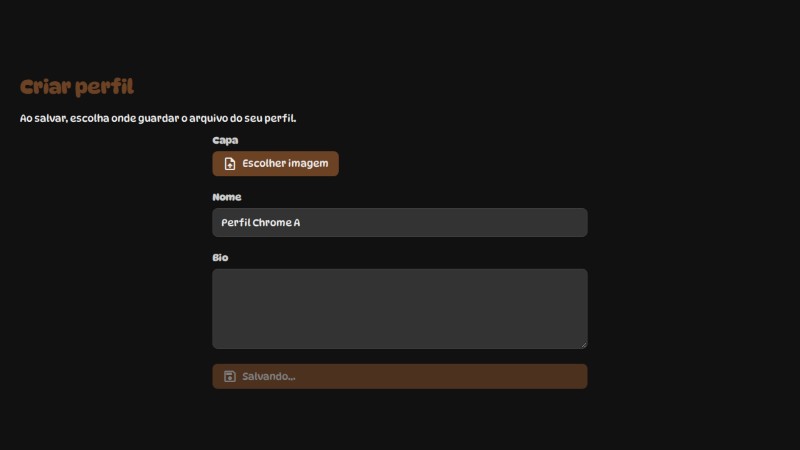 Criar perfil
Ao salvar, escolha onde guardar o arquivo do seu perfil.
Capa
Escolher imagem
Nome
Perfil Chrome A
Bio
Salvando...